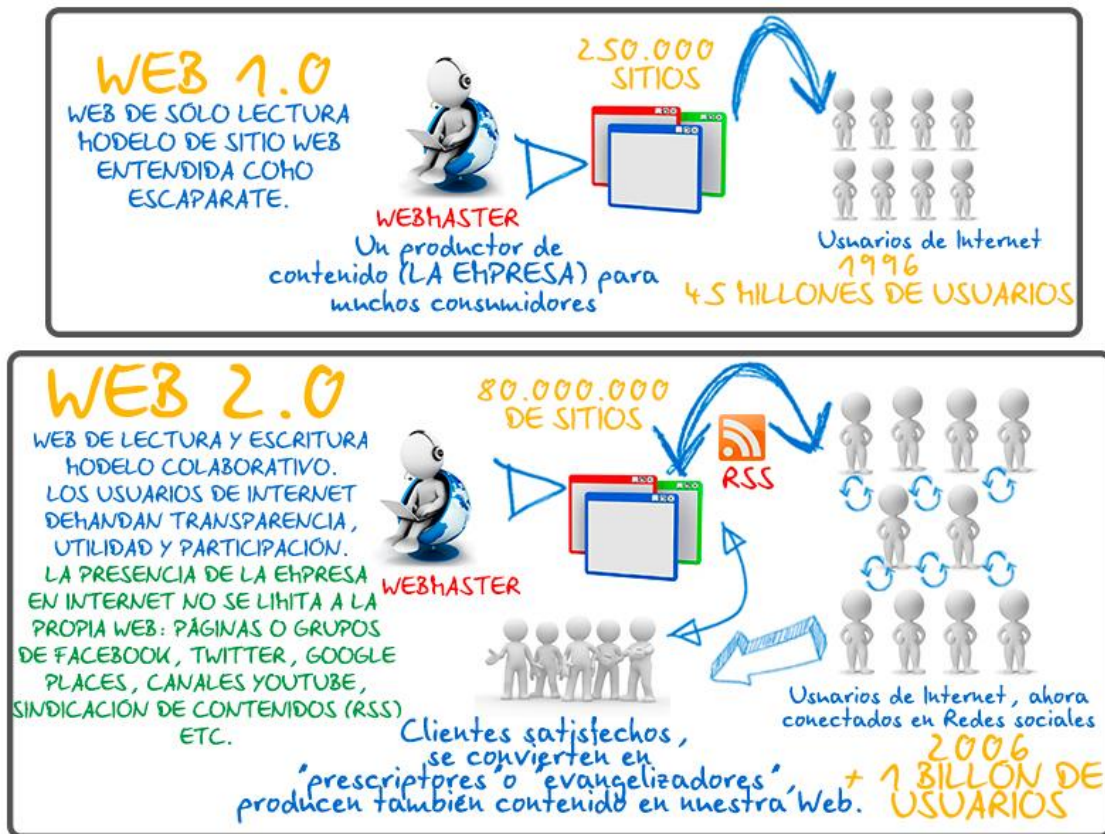 WEB 1.0
WEB DE SÓLO LECTURA
MODELO DE SITIO WEB
ENTENDIDA COMO
ESCAPARATE.
WEBMASTER
Un productor de
contenido (LA EMPRESA) para
muchos consumidores
250.000
SITIOS
Usuarios de Internet
1996
45 MILLONES DE USUARIOS
WEB 2.0
WEB DE LECTURA Y ESCRITURA
MODELO COLABORATIVO.
LOS USUARIOS DE INTERNET
DEMANDAN TRANSPARENCIA,
UTILIDAD Y PARTICIPACIÓN.
LA PRESENCIA DE LA EMPRESA
EN INTERNET NO SE LIMITA A LA
PROPIA WEB: PÁGINAS O GRUPOS
DE FACEBOOK, TWITTER, GOOGLE
PLACES, CANALES YOUTUBE,
SINDICACIÓN DE CONTENIDOS (RSS)
ETC.
WEBMASTER
80.000.000
DE SITIOS
RSS
Clientes satisfechos,
se convierten en
"prescriptores" o "evangelizadores",
producen también contenido en nuestra Web.
Usuarios de Internet, ahora
conectados en Redes sociales
2006
+ 1 BILLÓN DE
USUARIOS